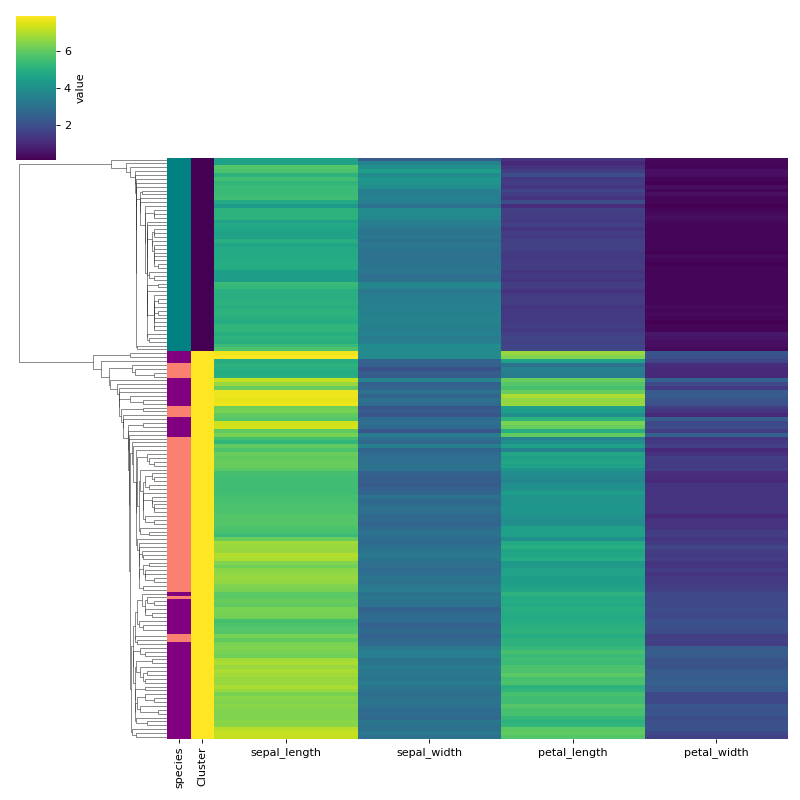 6
4
2
value
species
Cluster
sepal_length
sepal_width
petal_length
petal_width